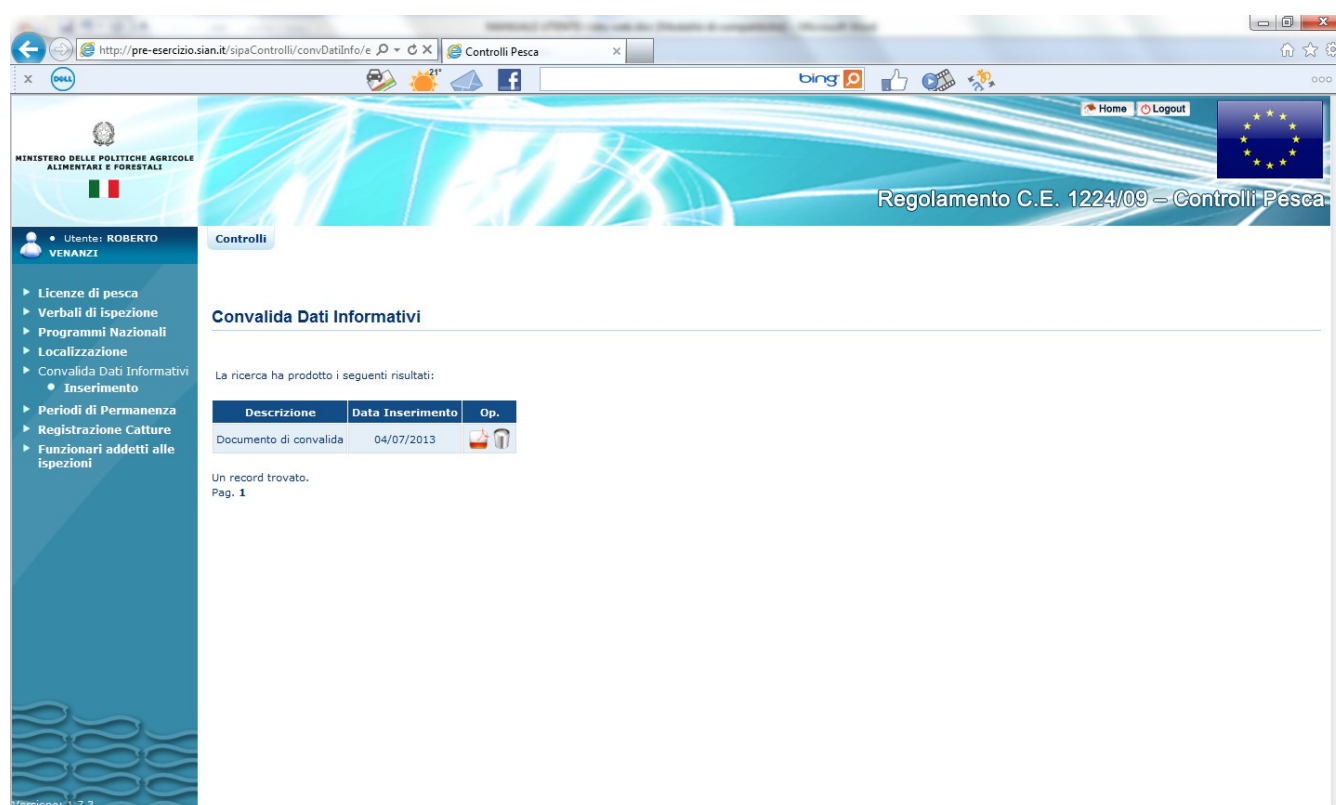 http://pre-esercizio.sian.it/sipaControlli/convDatiInfo/e
Controlli Pesca
DELL
21°
bing
Home
Logout
MINISTERO DELLE POLITICHE AGRICOLE
ALIMENTARI E FORESTALI
Regolamento C.E. 1224/09 – Controlli Pesca
Utente: ROBERTO
VENANZI
Controlli
Licenze di pesca
Verbali di ispezione
Programmi Nazionali
Localizzazione
Convalida Dati Informativi
Inserimento
Periodi di Permanenza
Registrazione Catture
Funzionari addetti alle
ispezioni
Convalida Dati Informativi
La ricerca ha prodotto i seguenti risultati:
Descrizione Data Inserimento Op.
Documento di convalida 04/07/2013
Un record trovato.
Pag. 1